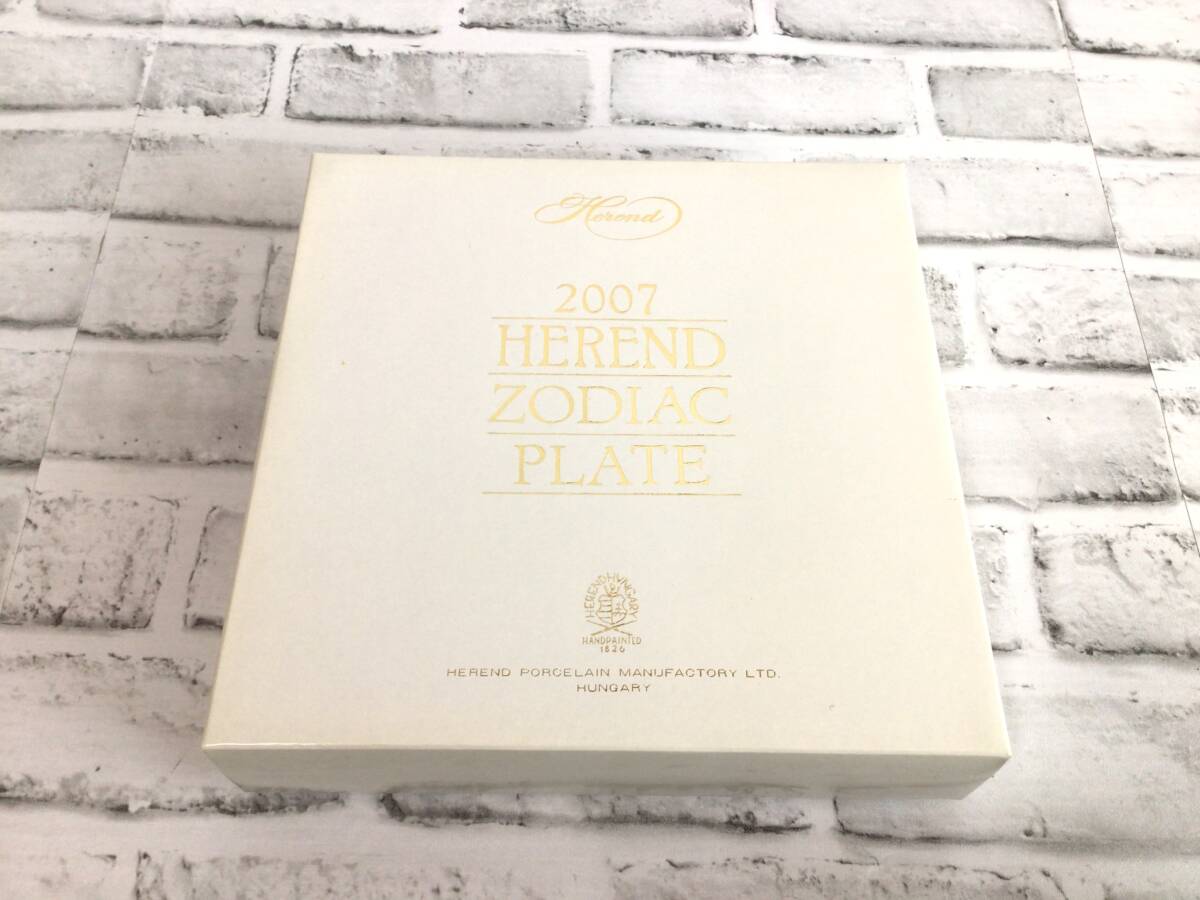 Herend
2007
HEREND
ZODIAC
PLATE
HEREND HUNGARY
HANDPAINTED
1826
HEREND PORCELAIN MANUFACTORY LTD.
HUNGARY